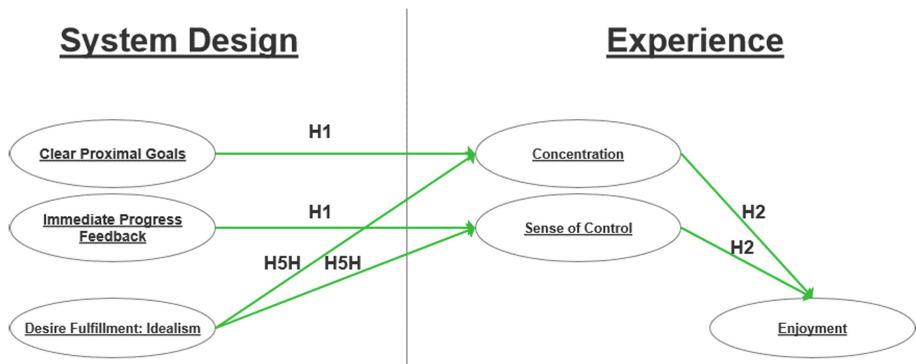 System Design
Experience
H1
Clear Proximal Goals
Concentration
H1
Immediate Progress
Feedback
Sense of Control
H2
H2
H5H
H5H
Desire Fulfillment: Idealism
Enjoyment